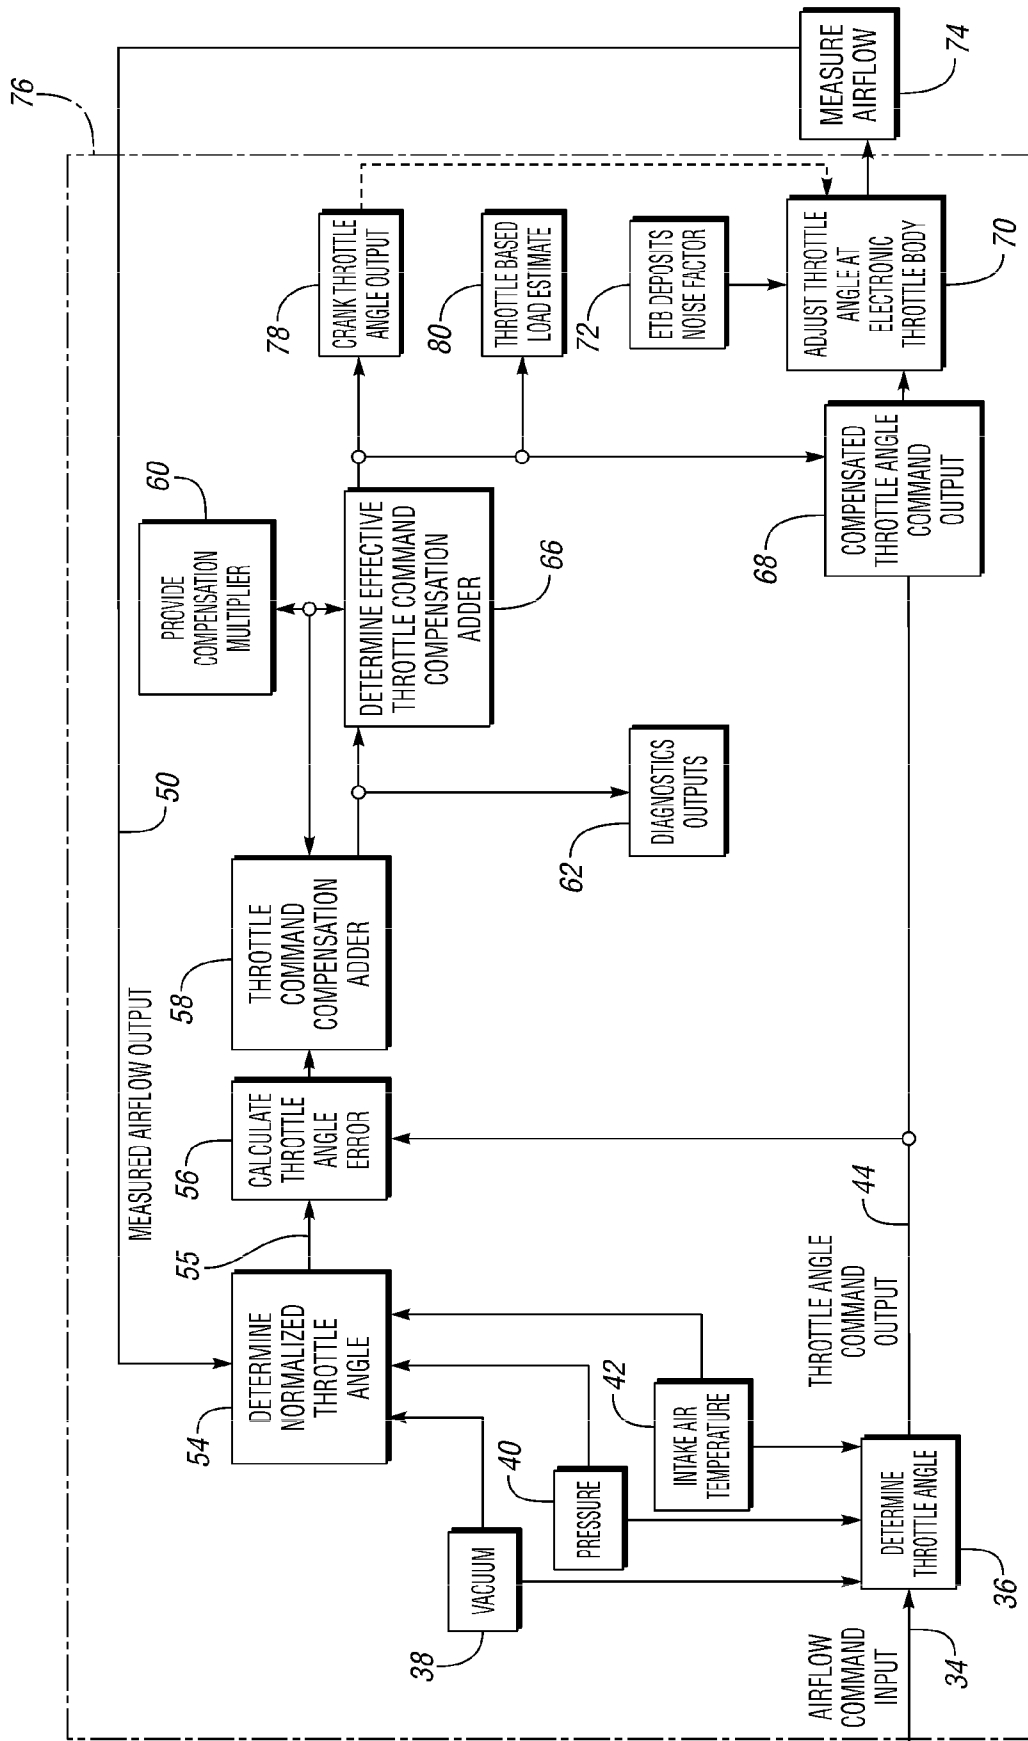 76
MEASURED AIRFLOW OUTPUT
50
54
DETERMINE
NORMALIZED
THROTTLE
ANGLE
55
56
CALCULATE
THROTTLE
ANGLE
ERROR
58
THROTTLE
COMMAND
COMPENSATION
ADDER
60
PROVIDE
COMPENSATION
MULTIPLIER
DETERMINE EFFECTIVE
THROTTLE COMMAND
COMPENSATION
ADDER
66
78
CRANK THROTTLE
ANGLE OUTPUT
80
THROTTLE BASED
LOAD ESTIMATE
72
ETB DEPOSTS
NOISE FACTOR
62
DIAGNOSTICS
OUTPUTS
38
VACUUM
40
PRESSURE
42
INTAKE AIR
TEMPERATURE
AIRFLOW
COMMAND
INPUT
34
DETERMINE
THROTTLE ANGLE
36
THROTTLE ANGLE
COMMAND
OUTPUT
44
68
COMPENSATED
THROTTLE ANGLE
COMMAND
OUTPUT
ADJUST THROTTLE
ANGLE AT
ELECTRONIC
THROTTLE BODY
70
MEASURE
AIRFLOW
74